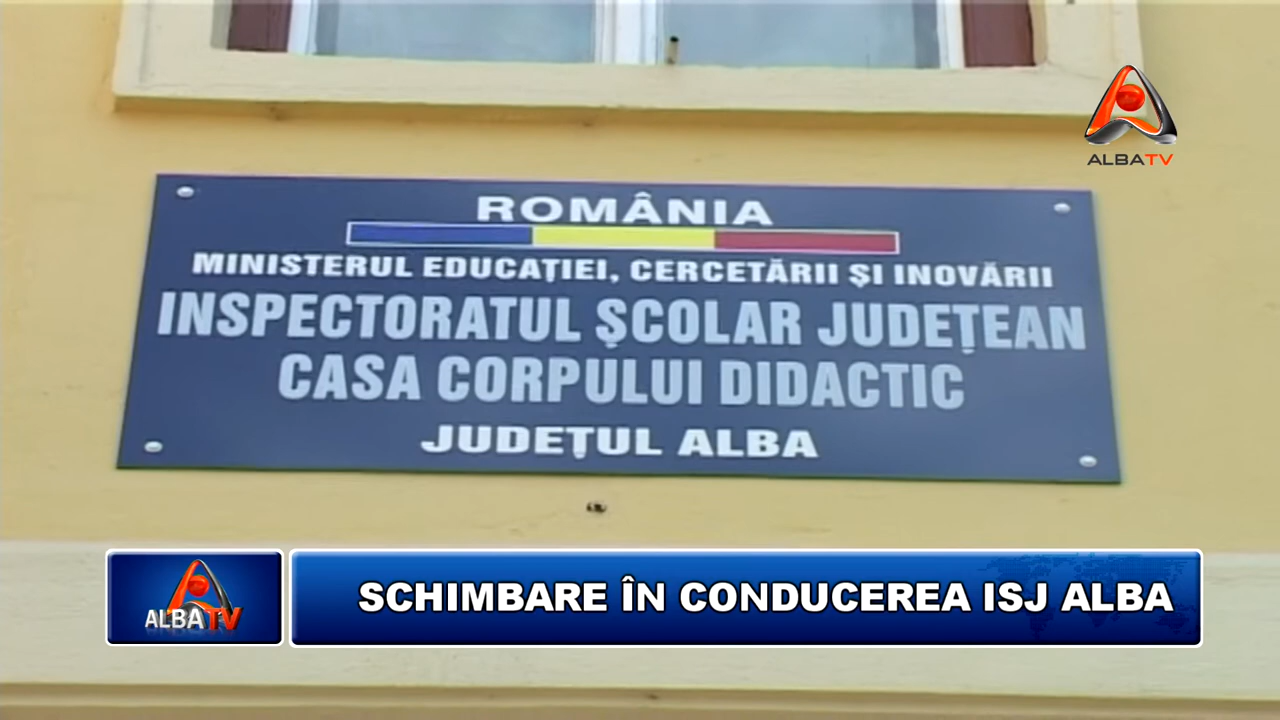 ALBATV
ROMÂNIA
MINISTERUL EDUCAȚIEI, CERCETĂRII ȘI INOVĂRII
INSPECTORATUL ȘCOLAR JUDEȚEAN
CASA CORPULUI DIDACTIC
JUDEȚUL ALBA
ALBATV
SCHIMBARE ÎN CONDUCEREA ISJ ALBA